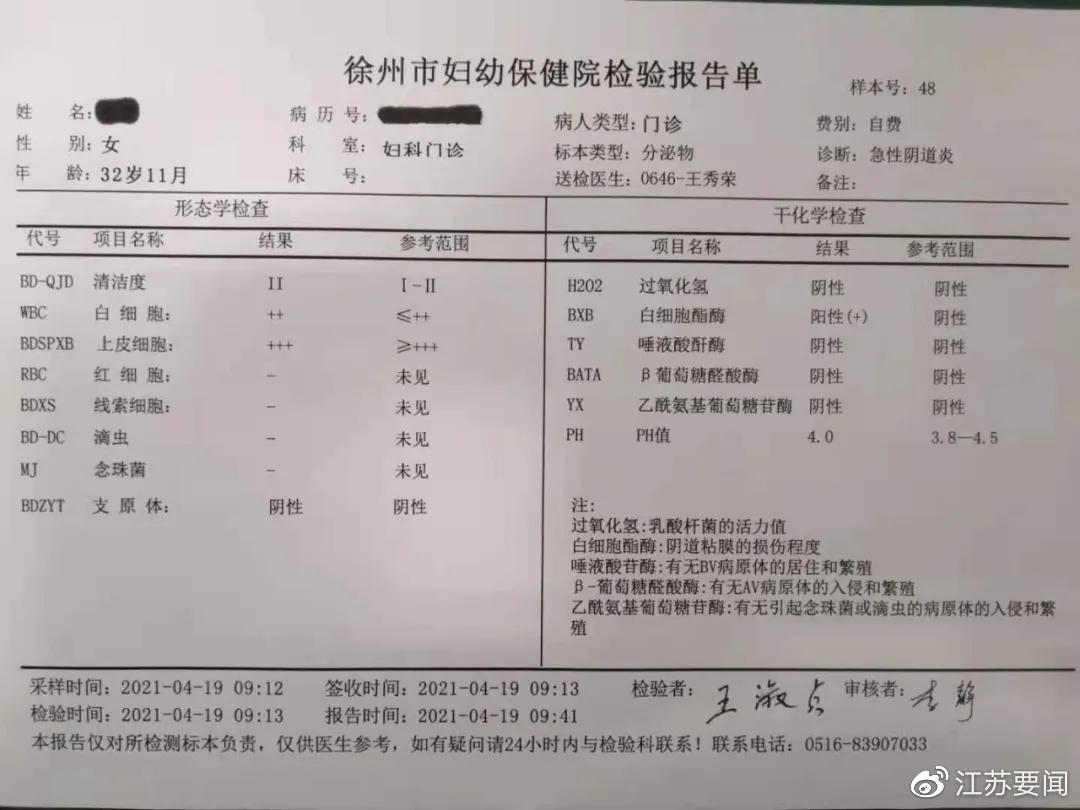 徐州市妇幼保健院检验报告单
样本号：48
姓 名： 病 历 号： 病人类型：门诊 费别：自费
性 别：女 科 室：妇科门诊 标本类型：分泌物 诊断：急性阴道炎
年 龄：32岁11月 床 号： 送检医生：0646-王秀荣 备注：
形态学检查
代号 项目名称 结果 参考范围
BD-QJD 清洁度 II I-II
WBC 白 细 胞： ++ ≤++
BDSPXB 上皮细胞： +++ ≥+++
RBC 红 细 胞： - 未见
BDXS 线索细胞： - 未见
BD-DC 滴虫 - 未见
MJ 念珠菌 - 未见
BDZYT 支 原 体： 阴性 阴性
干化学检查
代号 项目名称 结果 参考范围
H2O2 过氧化氢 阴性 阴性
BXB 白细胞酯酶 阳性(+) 阴性
TY 唾液酸酐酶 阴性 阴性
BATA β葡萄糖醛酸酶 阴性 阴性
YX 乙酰氨基葡萄糖苷酶 阴性 阴性
PH PH值 4.0 3.8—4.5
注：
过氧化氢:乳酸杆菌的活力值
白细胞酯酶:阴道粘膜的损伤程度
唾液酸苷酶:有无BV病原体的居住和繁殖
β-葡萄糖醛酸酶:有无AV病原体的入侵和繁殖
乙酰氨基葡萄糖苷酶:有无引起念珠菌或滴虫的病原体的入侵和繁
殖
采样时间：2021-04-19 09:12 签收时间：2021-04-19 09:13 检验者：王淑贞 审核者：李静
检验时间：2021-04-19 09:13 报告时间：2021-04-19 09:41
本报告仅对所检测标本负责，仅供医生参考，如有疑问请24小时内与检验科联系！联系电话：0516-83907033
江苏要闻